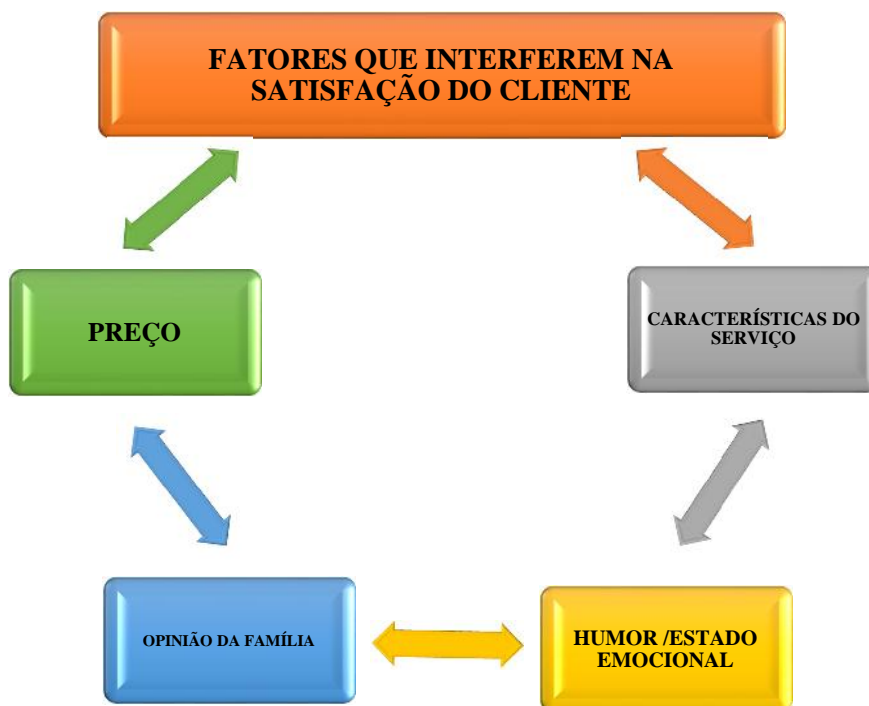 FATORES QUE INTERFEREM NA
SATISFAÇÃO DO CLIENTE
PREÇO
CARACTERÍSTICAS DO
SERVIÇO
OPINIÃO DA FAMÍLIA
HUMOR /ESTADO
EMOCIONAL